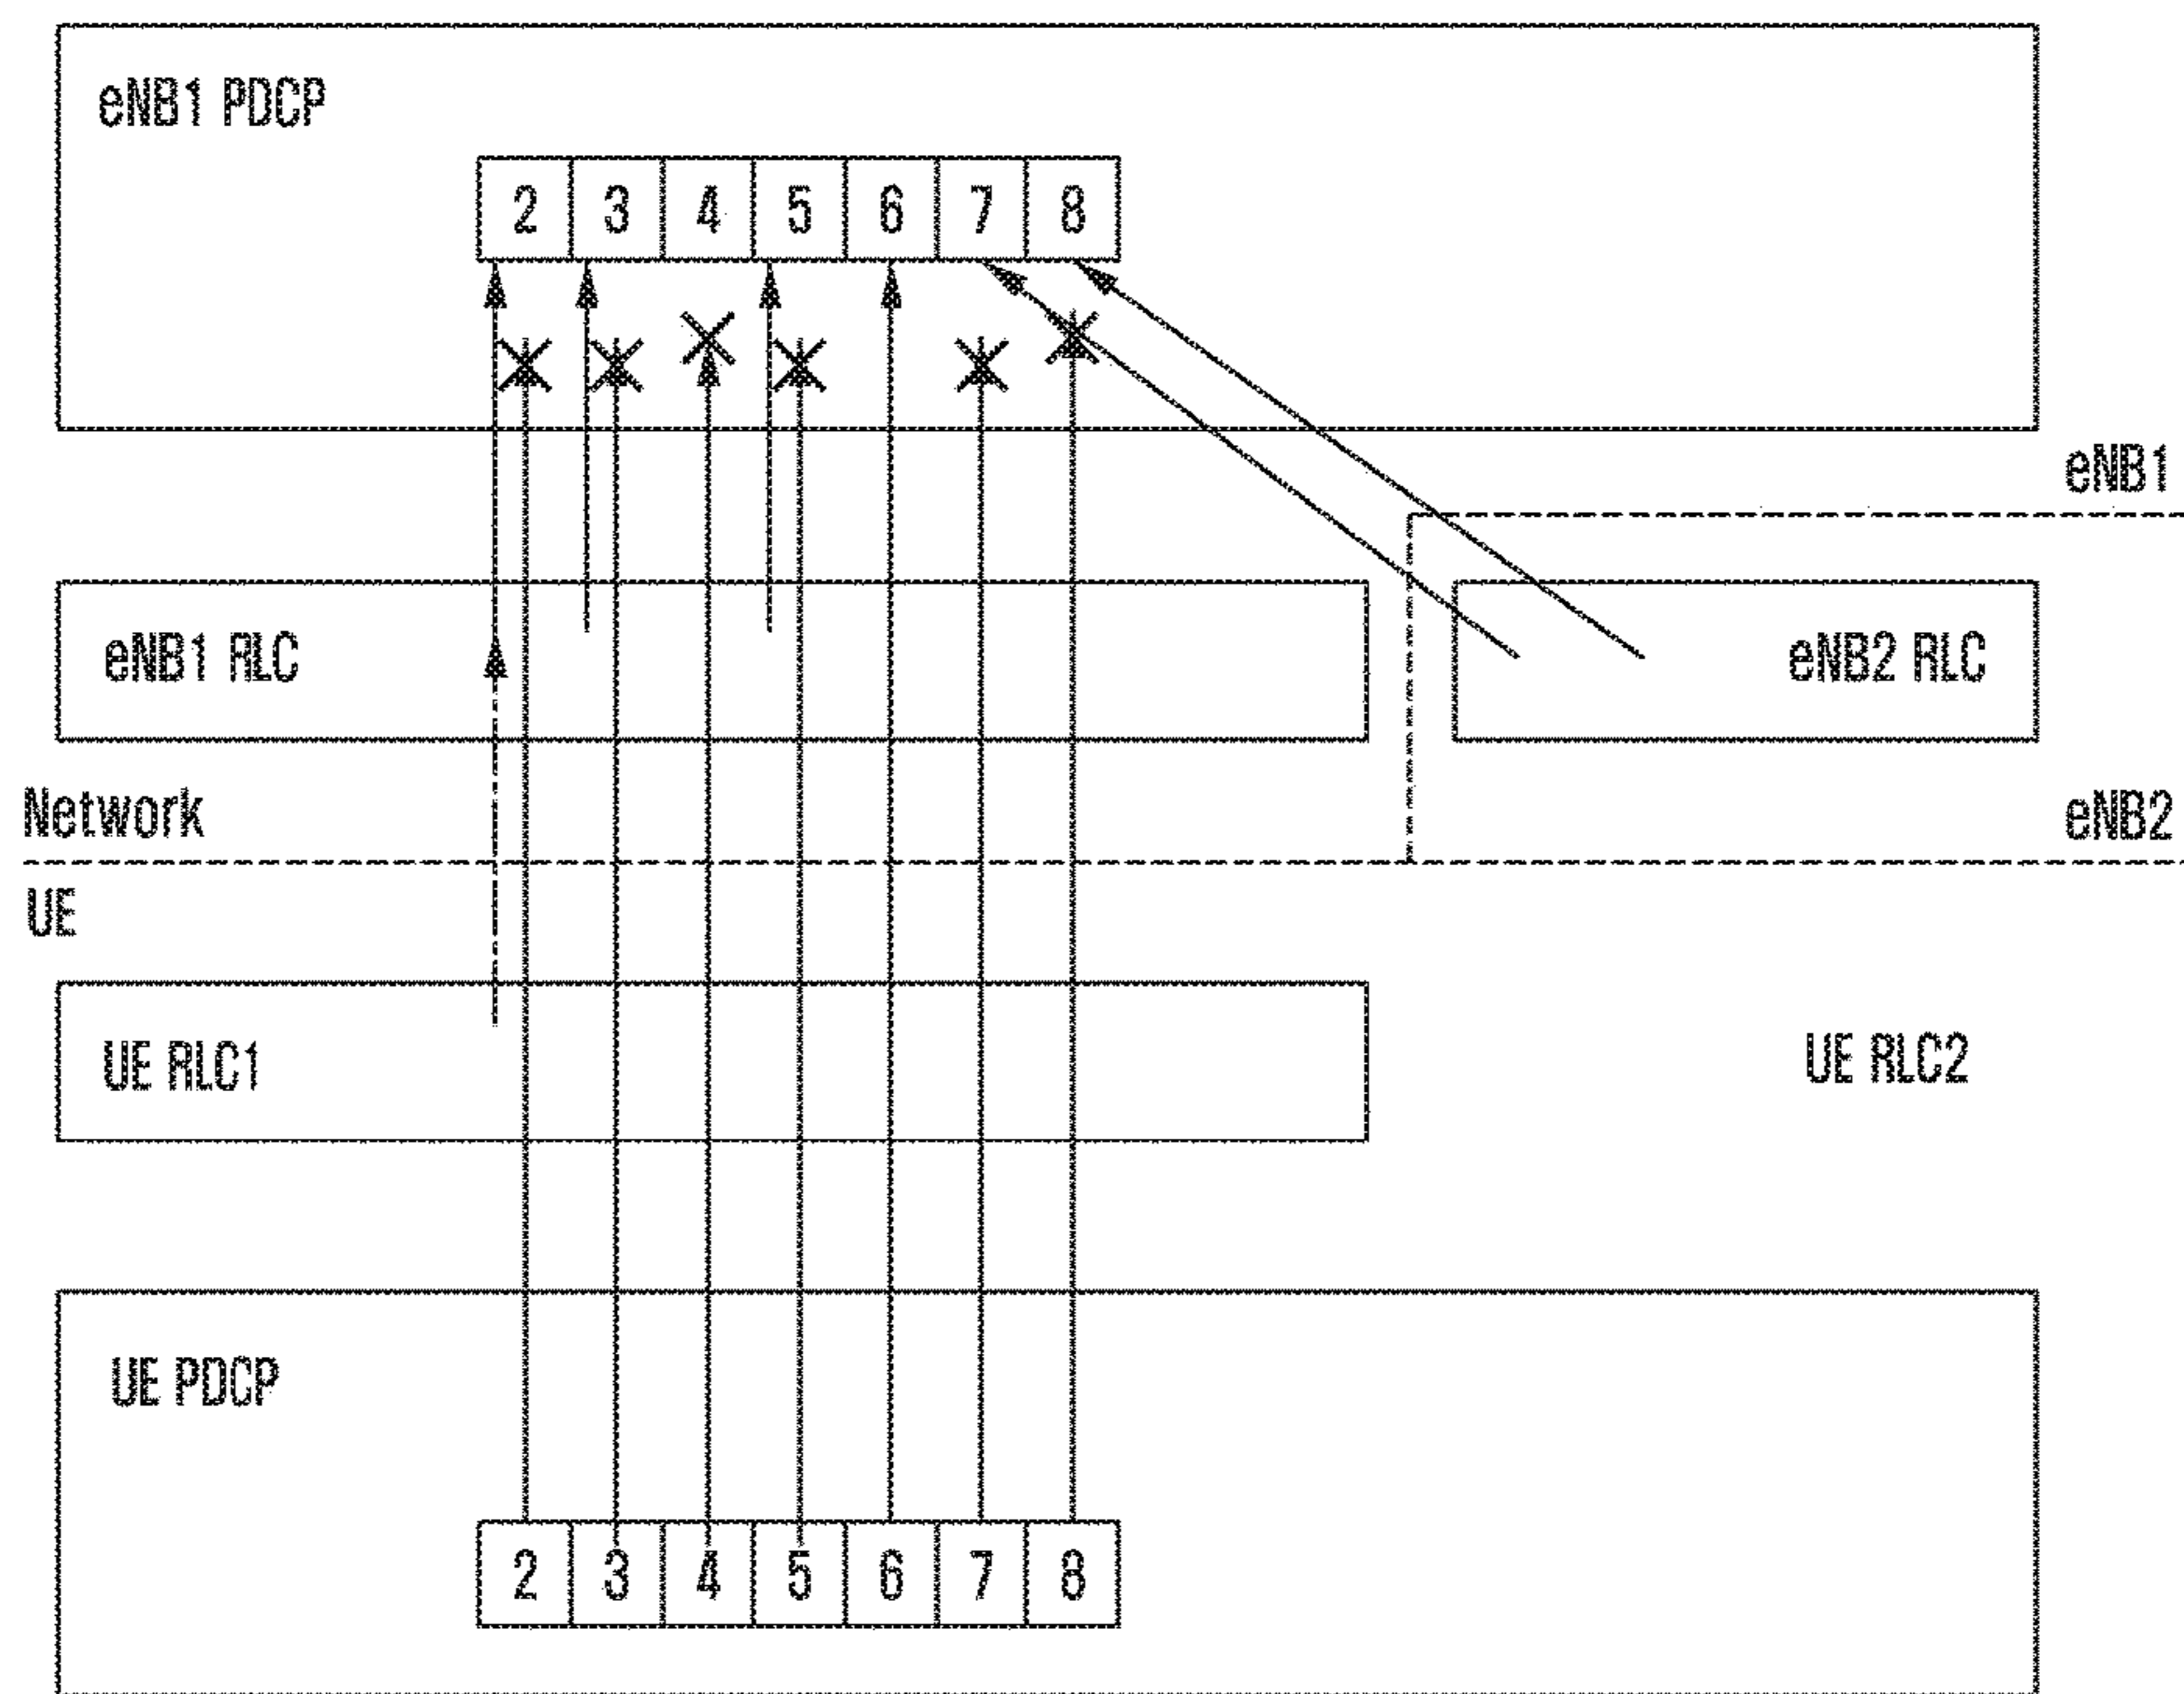 eNB1 PDCP
2 3 4 5 6 7 8
eNB1
eNB1 RLC
eNB2 RLC
Network
eNB2
UE
UE RLC1
UE RLC2
UE PDCP
2 3 4 5 6 7 8